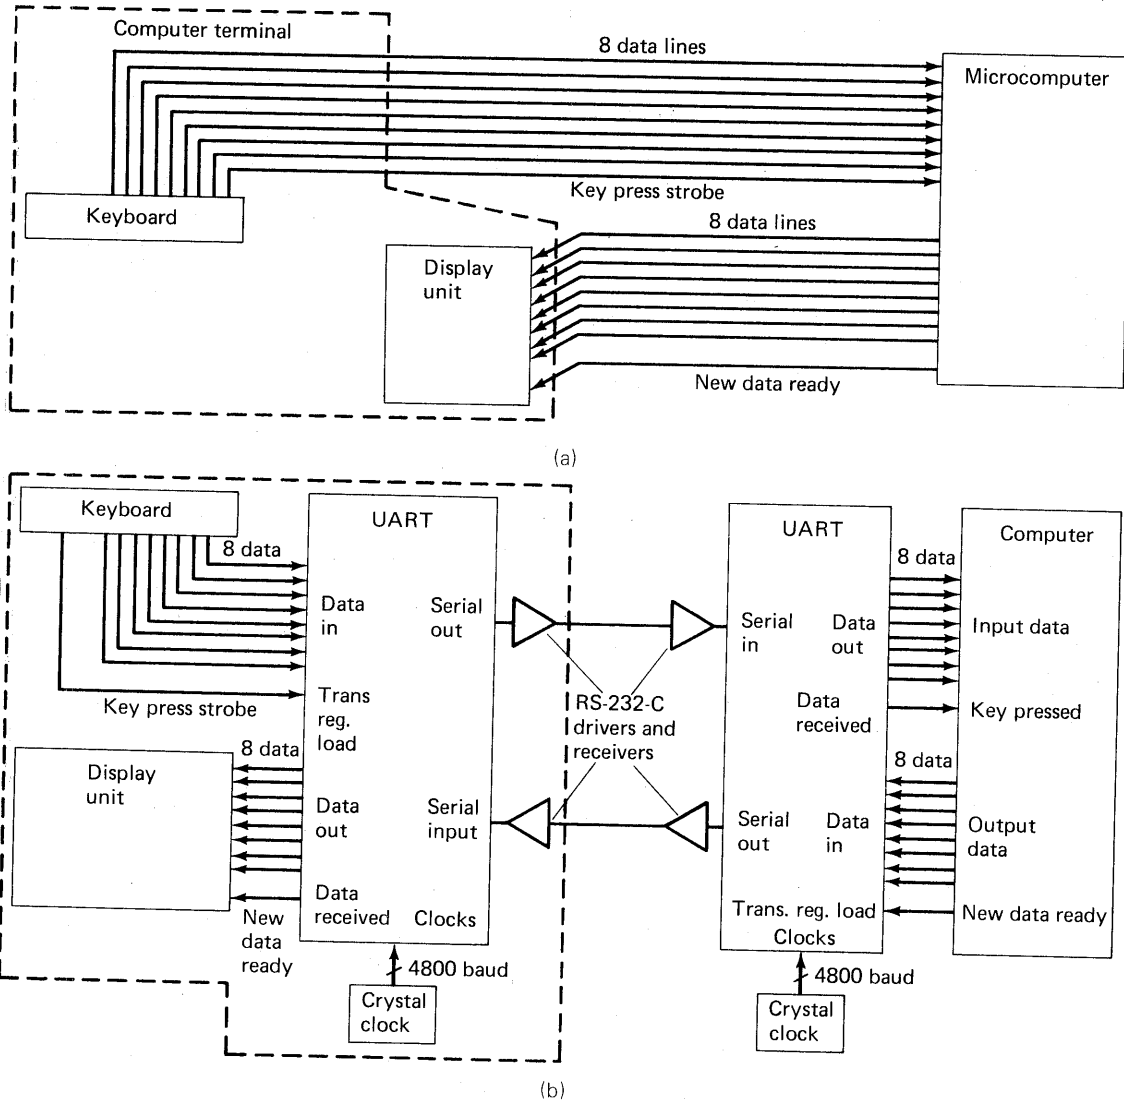 Computer terminal
8 data lines
Microcomputer
Key press strobe
Keyboard
8 data lines
Display
unit
New data ready
(a)
Keyboard
8 data
UART
Data
in
Serial
out
Trans
reg.
load
Key press strobe
8 data
Display
unit
Data
out
Serial
input
Data
received
Clocks
New
data
ready
4800 baud
Crystal
clock
RS-232-C
drivers and
receivers
UART
8 data
Computer
Serial
in
Data
out
Input data
Data
received
Key pressed
8 data
Serial
out
Data
in
Output
data
Trans. reg. load
New data ready
Clocks
4800 baud
Crystal
clock
(b)